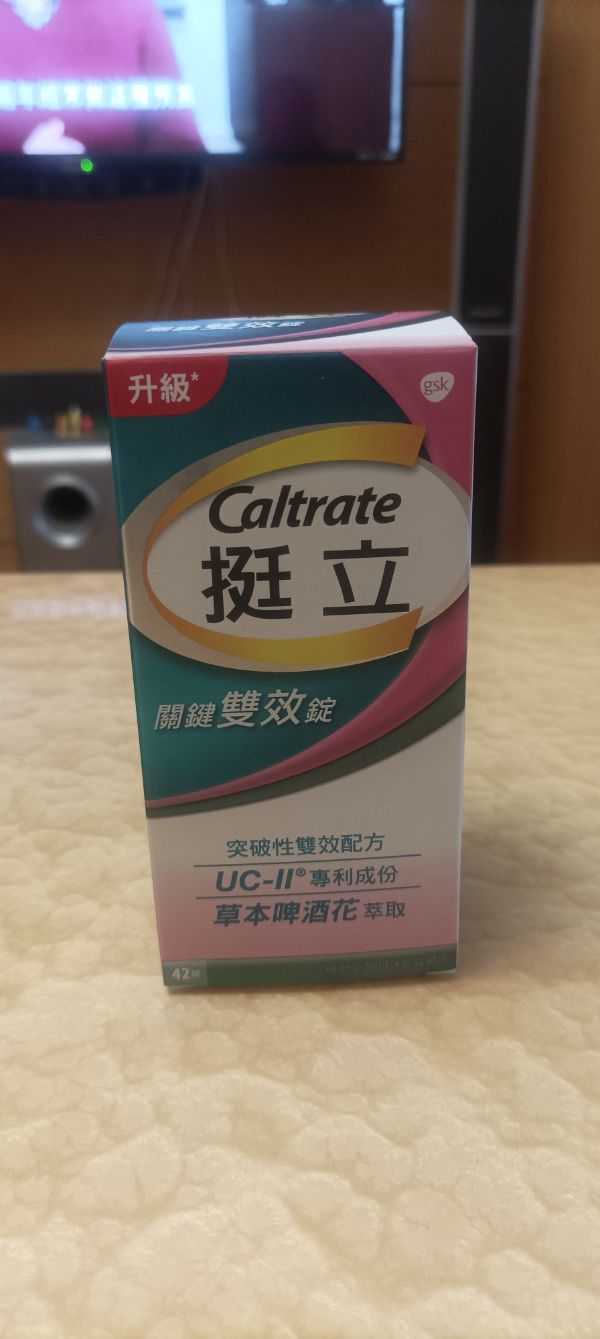 關鍵雙效錠
升級*
gsk
Caltrate
挺立
關鍵雙效錠
突破性雙效配方
UC-II® 專利成份
草本啤酒花 萃取
42錠